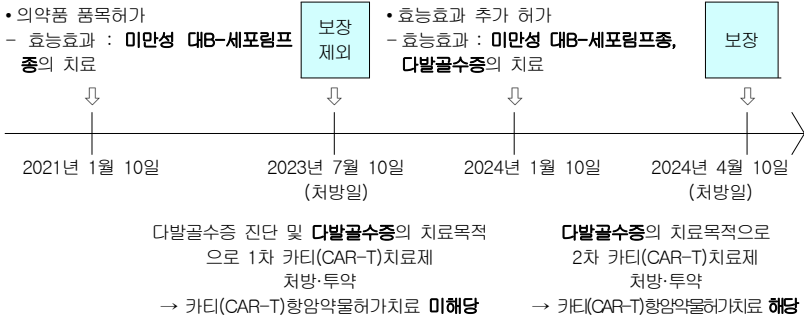 • 의약품 품목허가
- 효능효과 : 미만성 대B-세포림프
종의 치료
보장
제외
• 효능효과 추가 허가
- 효능효과 : 미만성 대B-세포림프종,
다발골수증의 치료
보장
2021년 1월 10일
2023년 7월 10일
(처방일)
2024년 1월 10일
2024년 4월 10일
(처방일)
다발골수증 진단 및 다발골수증의 치료목적
으로 1차 카티(CAR-T)치료제
처방·투약
→ 카티(CAR-T)항암약물허가치료 미해당
다발골수증의 치료목적으로
2차 카티(CAR-T)치료제
처방·투약
→ 카티(CAR-T)항암약물허가치료 해당